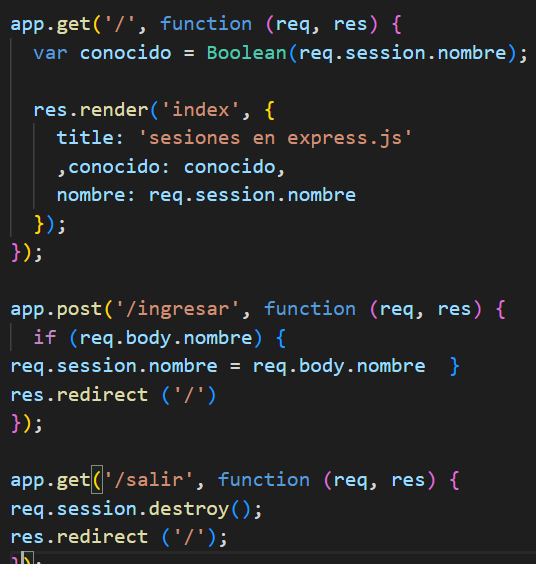 app.get('/', function (req, res) {
  var conocido = Boolean(req.session.nombre);

  res.render('index', {
    title: 'sesiones en express.js'
    ,conocido: conocido,
    nombre: req.session.nombre
  });
});

app.post('/ingresar', function (req, res) {
  if (req.body.nombre) {
req.session.nombre = req.body.nombre  }
res.redirect ('/')
});

app.get('/salir', function (req, res) {
req.session.destroy();
res.redirect ('/');
});